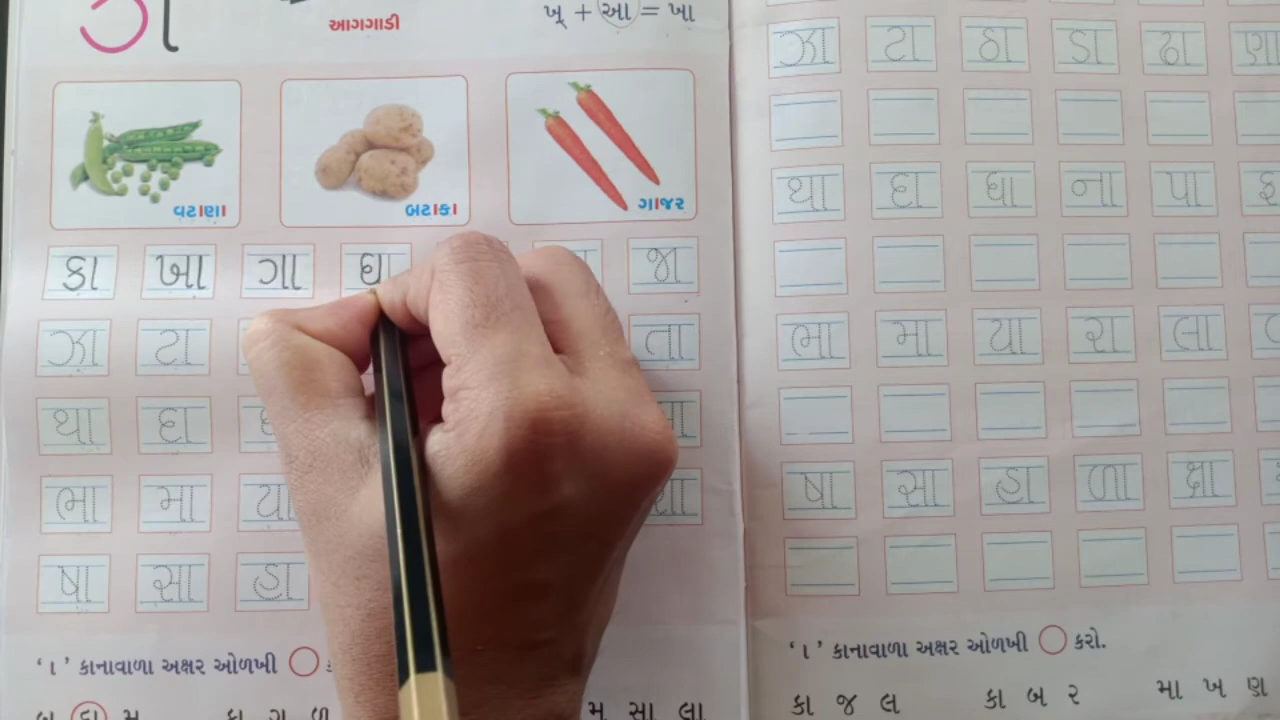 આગગાડી
ખ્ + આ = ખા
વટાણા
બટાકા
ગાજર
કા ખા ગા ઘા જા
ઝા ટા તા
થા દા
ભા મા યા
ષા સા હા
‘ા’ કાનાવાળા અક્ષર ઓળખી
કા ગ ળ મ સા લા
ઝા ટા ઠા ડા ઢા ણા
થા દા ધા ના પા
ભા મા યા રા લા
ષા સા હા ળા ક્ષા
‘ા’ કાનાવાળા અક્ષર ઓળખી કરો.
કા જ લ કા બ ર મા ખ ણ